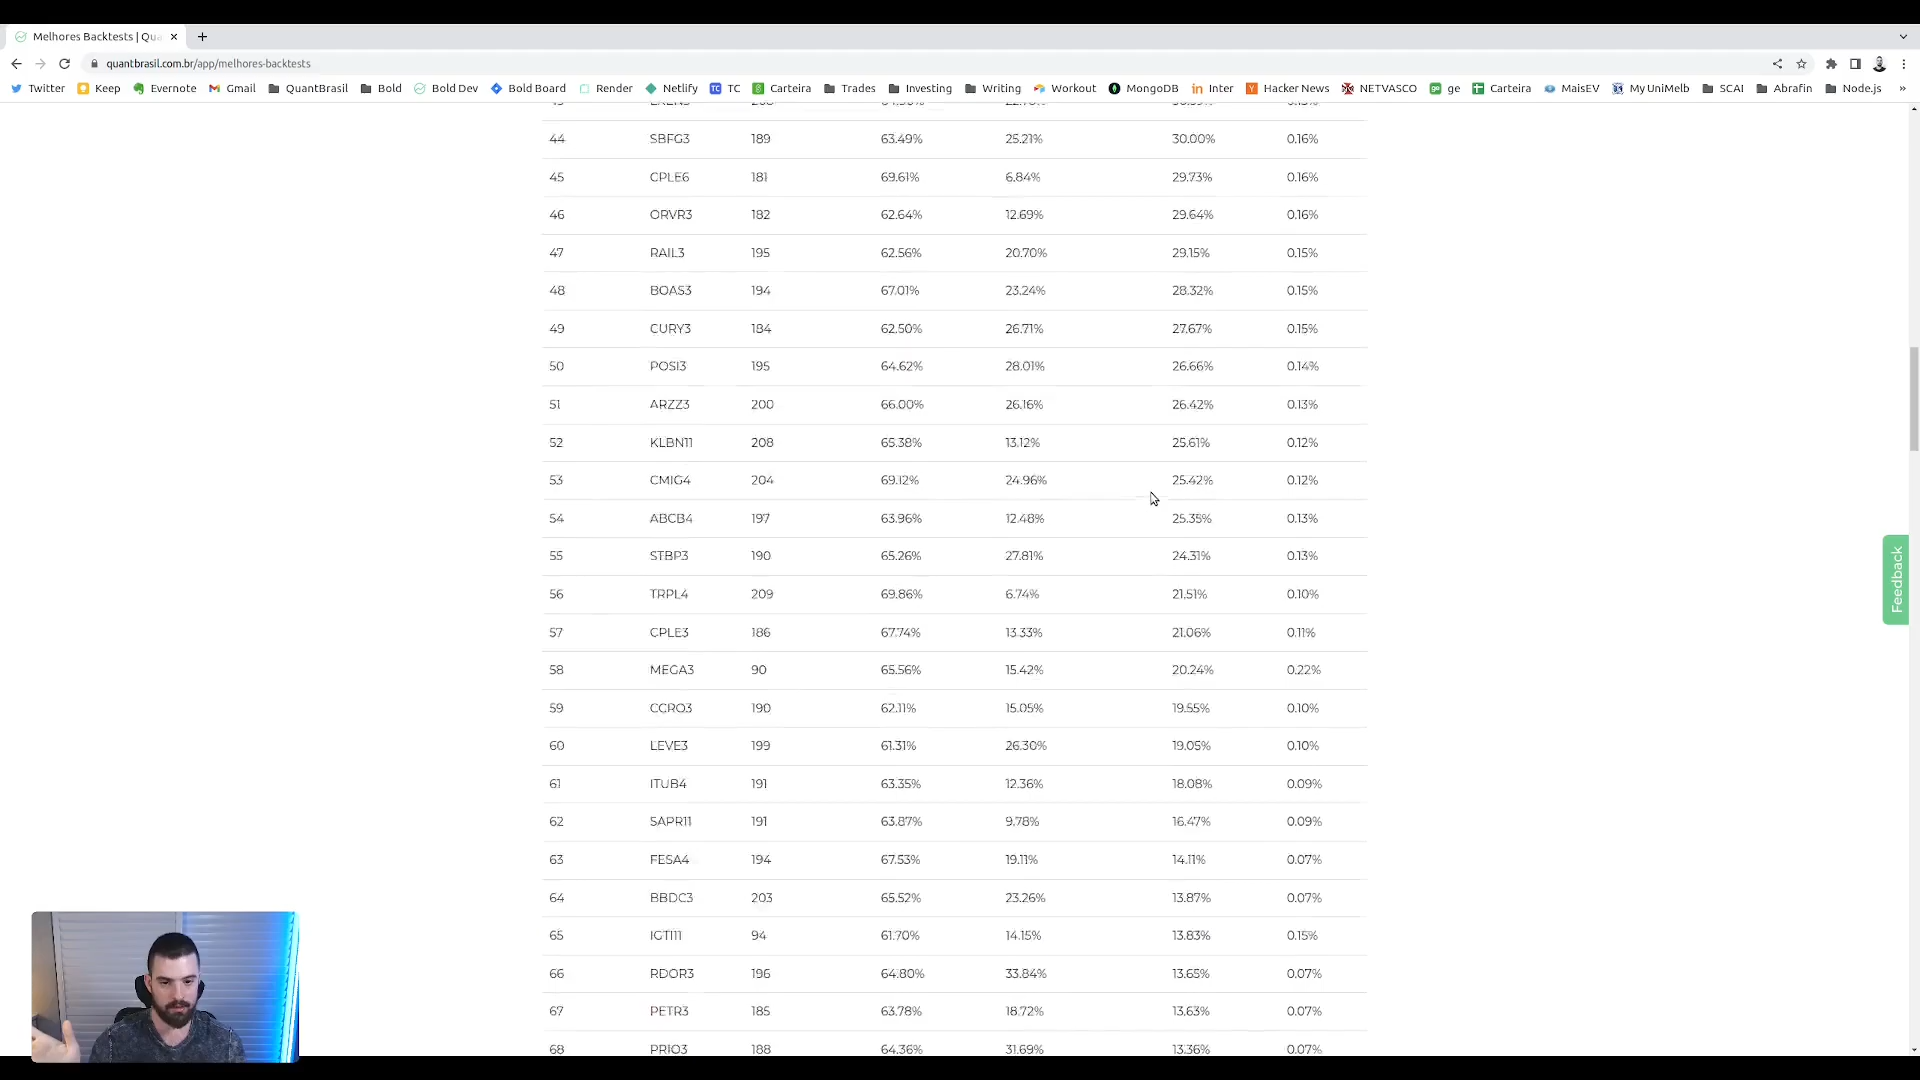 Melhores Backtests | Qu
quantbrasil.com.br/app/melhores-backtests
Twitter Keep Evernote Gmail QuantBrasil Bold Bold Dev Bold Board Render Netlify TC TC Carteira Trades Investing Writing Workout MongoDB in Inter Y Hacker News NETVASCO ge ge Carteira MaisEV My UniMelb SCAI Abrafin Node.js »
44 SBFG3 189 63.49% 25.21% 30.00% 0.16%
45 CPLE6 181 69.61% 6.84% 29.73% 0.16%
46 ORVR3 182 62.64% 12.69% 29.64% 0.16%
47 RAIL3 195 62.56% 20.70% 29.15% 0.15%
48 BOAS3 194 67.01% 23.24% 28.32% 0.15%
49 CURY3 184 62.50% 26.71% 27.67% 0.15%
50 POSI3 195 64.62% 28.01% 26.66% 0.14%
51 ARZZ3 200 66.00% 26.16% 26.42% 0.13%
52 KLBN11 208 65.38% 13.12% 25.61% 0.12%
53 CMIG4 204 69.12% 24.96% 25.42% 0.12%
54 ABCB4 197 63.96% 12.48% 25.35% 0.13%
55 STBP3 190 65.26% 27.81% 24.31% 0.13%
56 TRPL4 209 69.86% 6.74% 21.51% 0.10%
57 CPLE3 186 67.74% 13.33% 21.06% 0.11%
58 MEGA3 90 65.56% 15.42% 20.24% 0.22%
59 CCRO3 190 62.11% 15.05% 19.55% 0.10%
60 LEVE3 199 61.31% 26.30% 19.05% 0.10%
61 ITUB4 191 63.35% 12.36% 18.08% 0.09%
62 SAPR11 191 63.87% 9.78% 16.47% 0.09%
63 FESA4 194 67.53% 19.11% 14.11% 0.07%
64 BBDC3 203 65.52% 23.26% 13.87% 0.07%
65 IGTI11 94 61.70% 14.15% 13.83% 0.15%
66 RDOR3 196 64.80% 33.84% 13.65% 0.07%
67 PETR3 185 63.78% 18.72% 13.63% 0.07%
68 PRIO3 188 64.36% 31.69% 13.36% 0.07%
Feedback